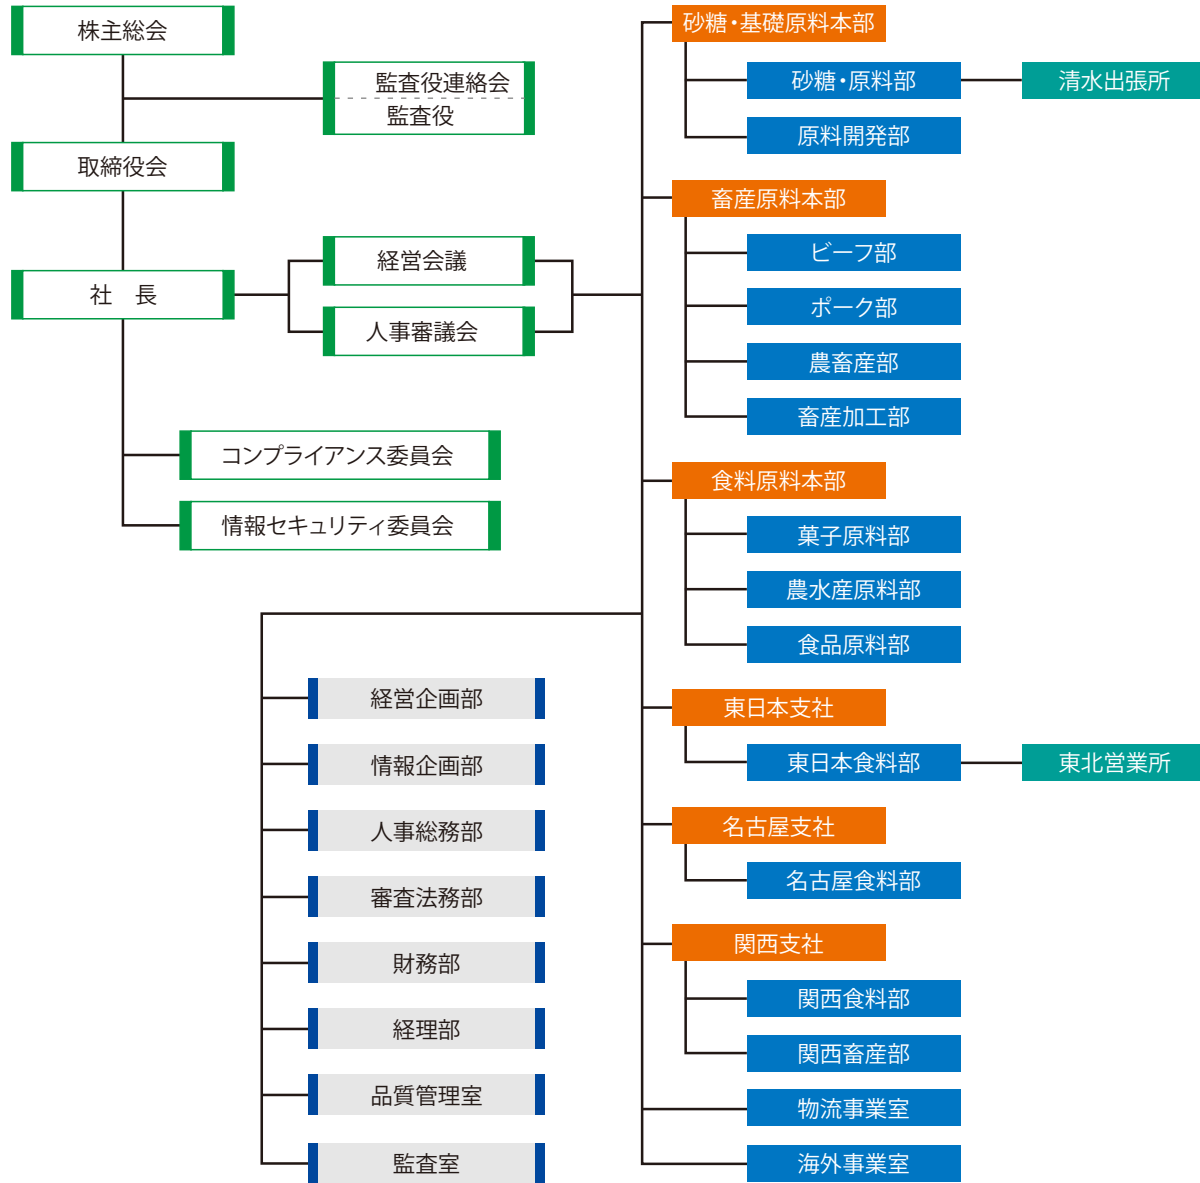 株主総会
監査役連絡会
監査役
取締役会
社　長
経営会議
人事審議会
コンプライアンス委員会
情報セキュリティ委員会
経営企画部
情報企画部
人事総務部
審査法務部
財務部
経理部
品質管理室
監査室
砂糖・基礎原料本部
砂糖・原料部
清水出張所
原料開発部
畜産原料本部
ビーフ部
ポーク部
農畜産部
畜産加工部
食料原料本部
菓子原料部
農水産原料部
食品原料部
東日本支社
東日本食料部
東北営業所
名古屋支社
名古屋食料部
関西支社
関西食料部
関西畜産部
物流事業室
海外事業室